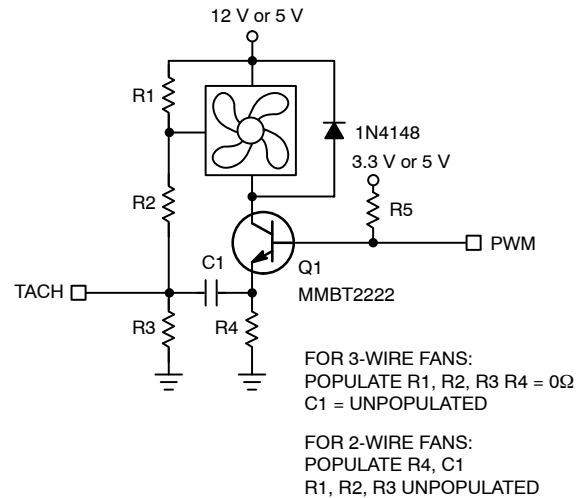 12 V or 5 V
R1
1N4148
3.3 V or 5 V
R2
R5
PWM
C1
Q1
TACH
MMBT2222
R3
R4
FOR 3-WIRE FANS:
POPULATE R1, R2, R3 R4 = 0Ω
C1 = UNPOPULATED
FOR 2-WIRE FANS:
POPULATE R4, C1
R1, R2, R3 UNPOPULATED